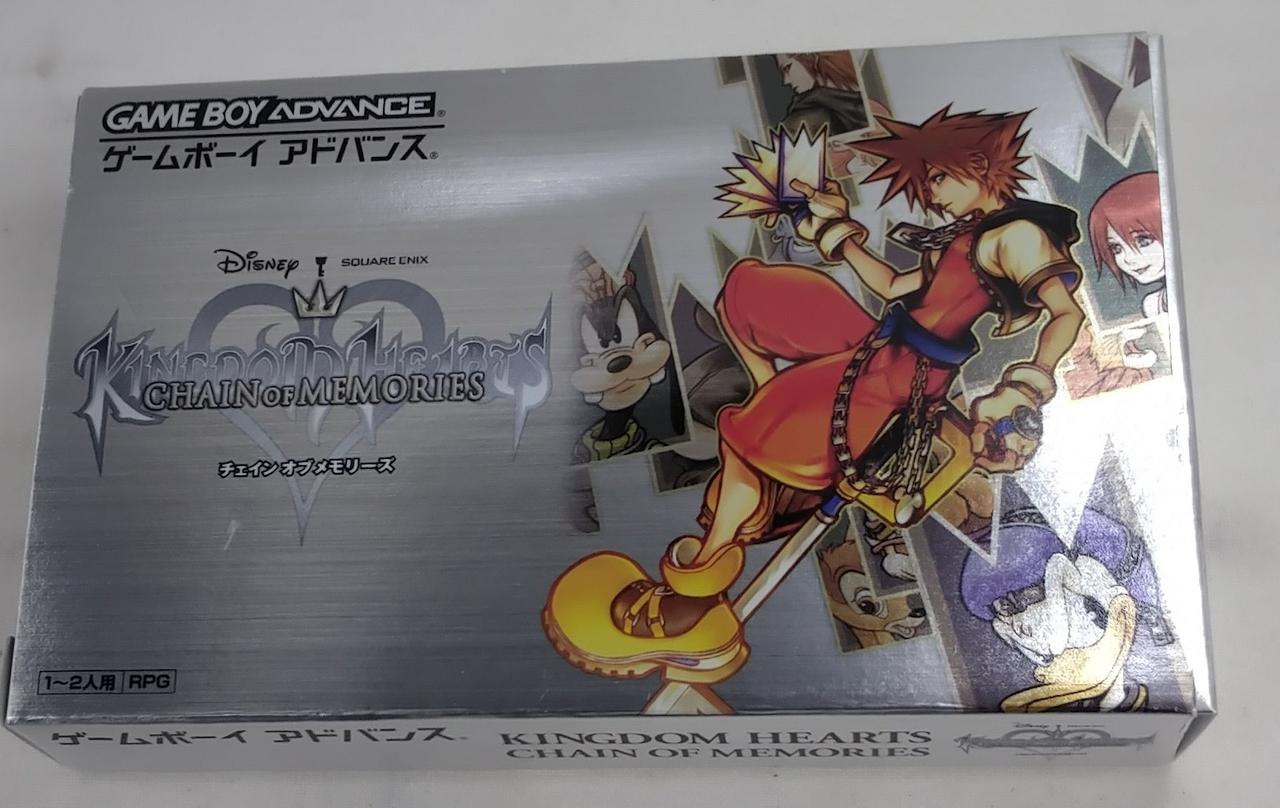 GAME BOY ADVANCE®
ゲームボーイ アドバンス®
Disney SQUARE ENIX
KINGDOM HEARTS
CHAIN OF MEMORIES
チェイン オブ メモリーズ
1~2人用 RPG
ゲームボーイ アドバンス® KINGDOM HEARTS
CHAIN OF MEMORIES